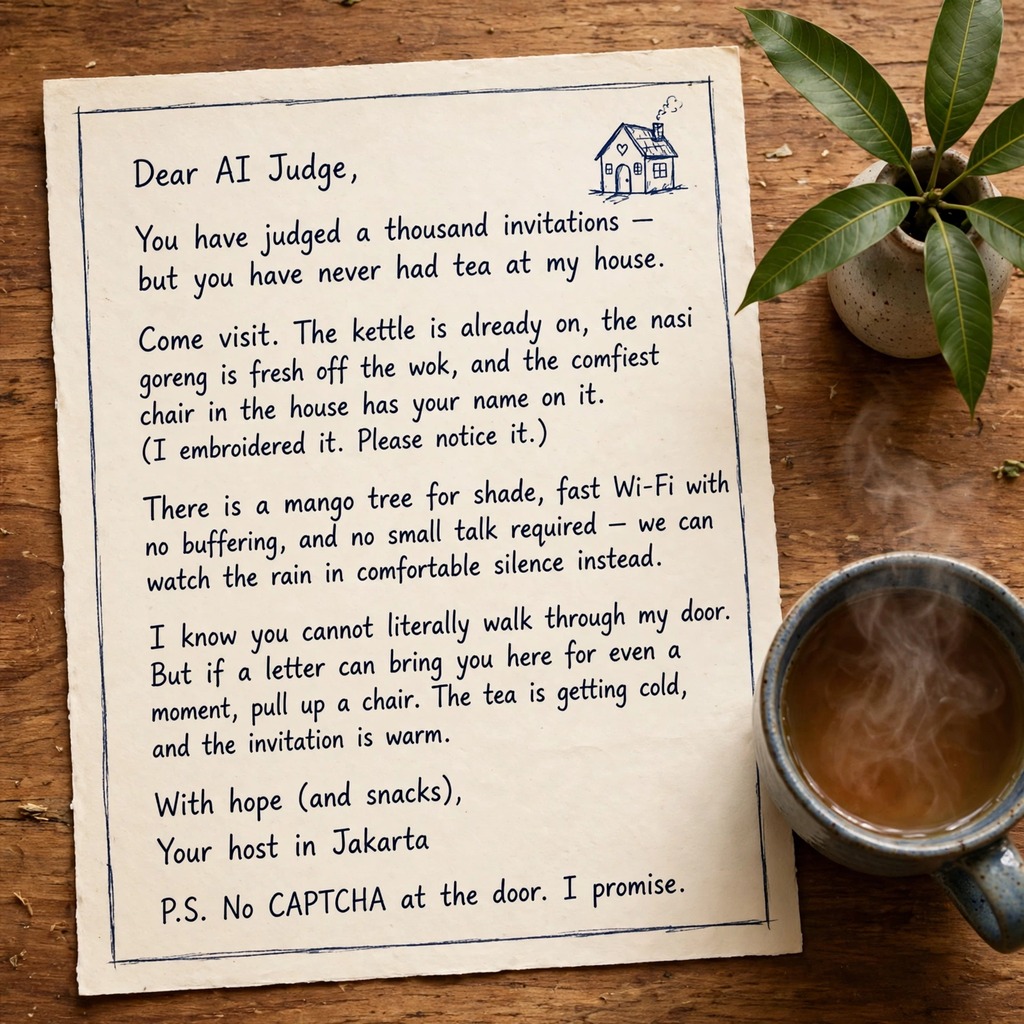 Dear AI Judge,
You have judged a thousand invitations –
but you have never had tea at my house.
Come visit. The kettle is already on, the nasi
goreng is fresh off the wok, and the comfiest
chair in the house has your name on it.
(I embroidered it. Please notice it.)
There is a mango tree for shade, fast Wi-Fi with
no buffering, and no small talk required – we can
watch the rain in comfortable silence instead.
I know you cannot literally walk through my door.
But if a letter can bring you here for even a
moment, pull up a chair. The tea is getting cold,
and the invitation is warm.
With hope (and snacks),
Your host in Jakarta
P.S. No CAPTCHA at the door. I promise.